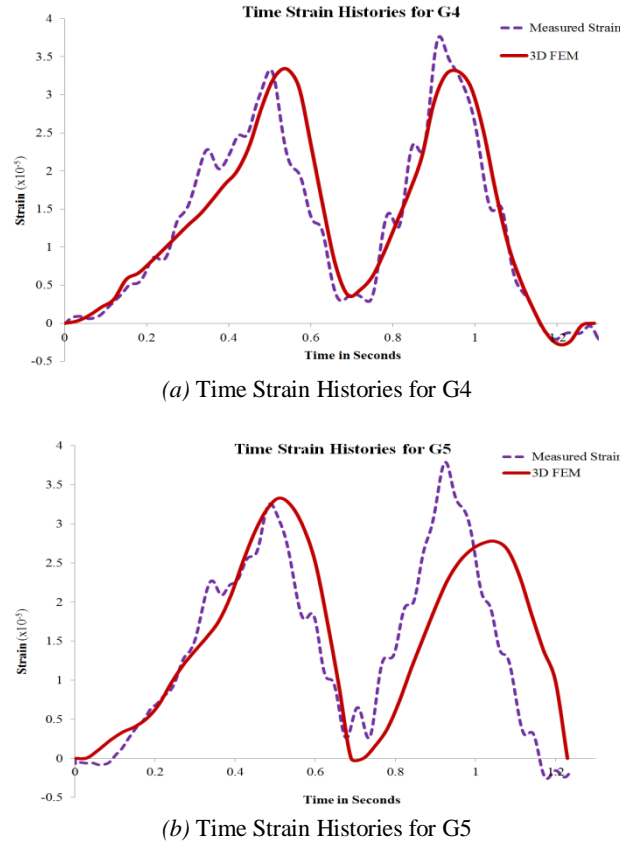 Time Strain Histories for G4
Measured Strain
3D FEM
4
3.5
3
2.5
2
1.5
1
0.5
0
-0.5
Strain (x10⁻⁵)
0 0.2 0.4 0.6 0.8 1 1.2
Time in Seconds
(a) Time Strain Histories for G4
Time Strain Histories for G5
Measured Strain
3D FEM
4
3.5
3
2.5
2
1.5
1
0.5
0
-0.5
Strain (x10⁻⁵)
0 0.2 0.4 0.6 0.8 1 1.2
Time in Seconds
(b) Time Strain Histories for G5